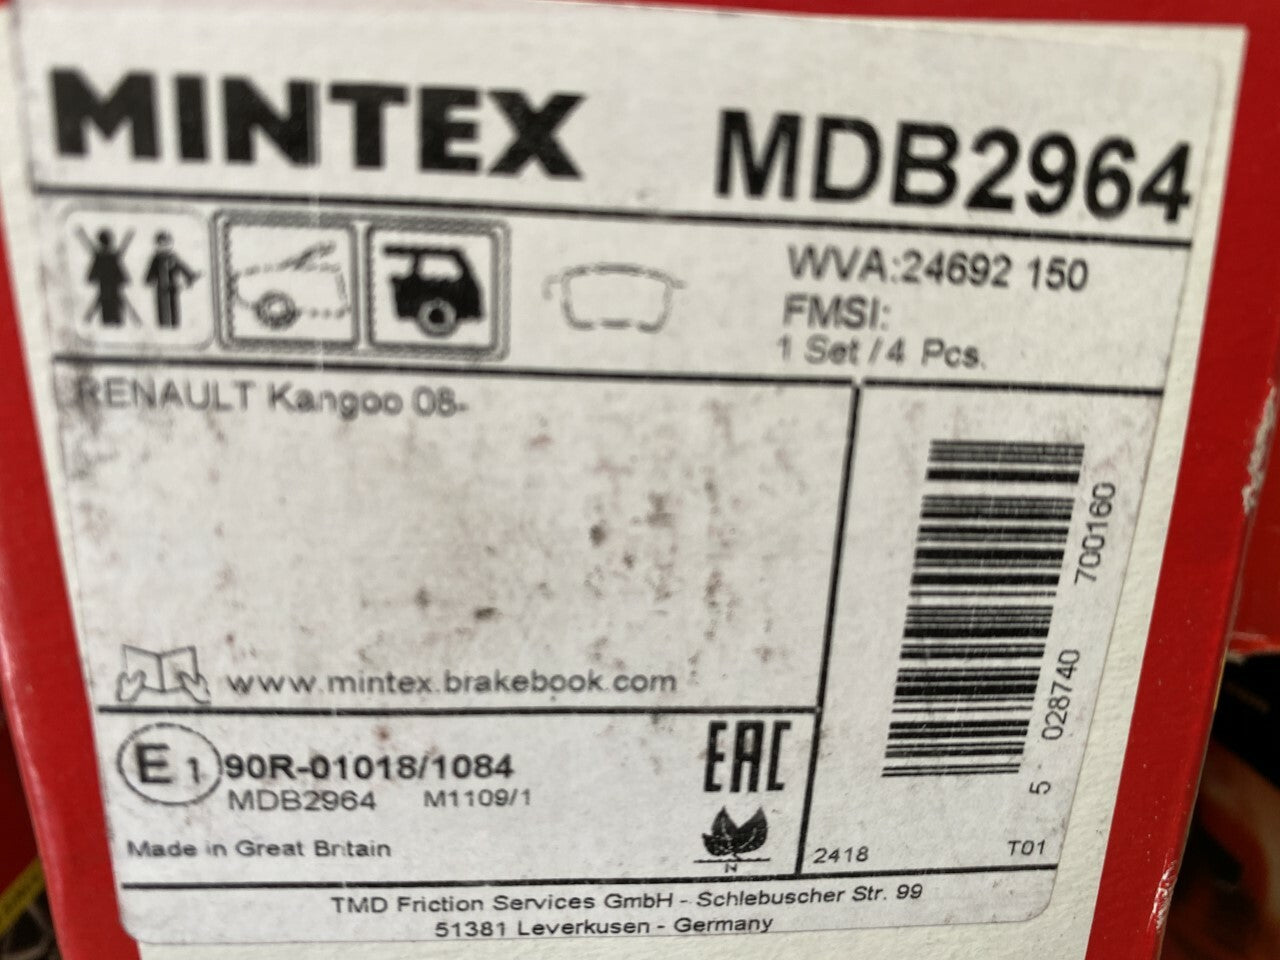 MINTEX
MDB2964
WVA:24692 150
FMSI:
1 Set / 4 Pcs.
RENAULT Kangoo 08-
700160
028740
5
www.mintex.brakebook.com
E1 90R-01018/1084
MDB2964 M1109/1
EAC
Made in Great Britain
N
2418 T01
TMD Friction Services GmbH - Schlebuscher Str. 99
51381 Leverkusen - Germany